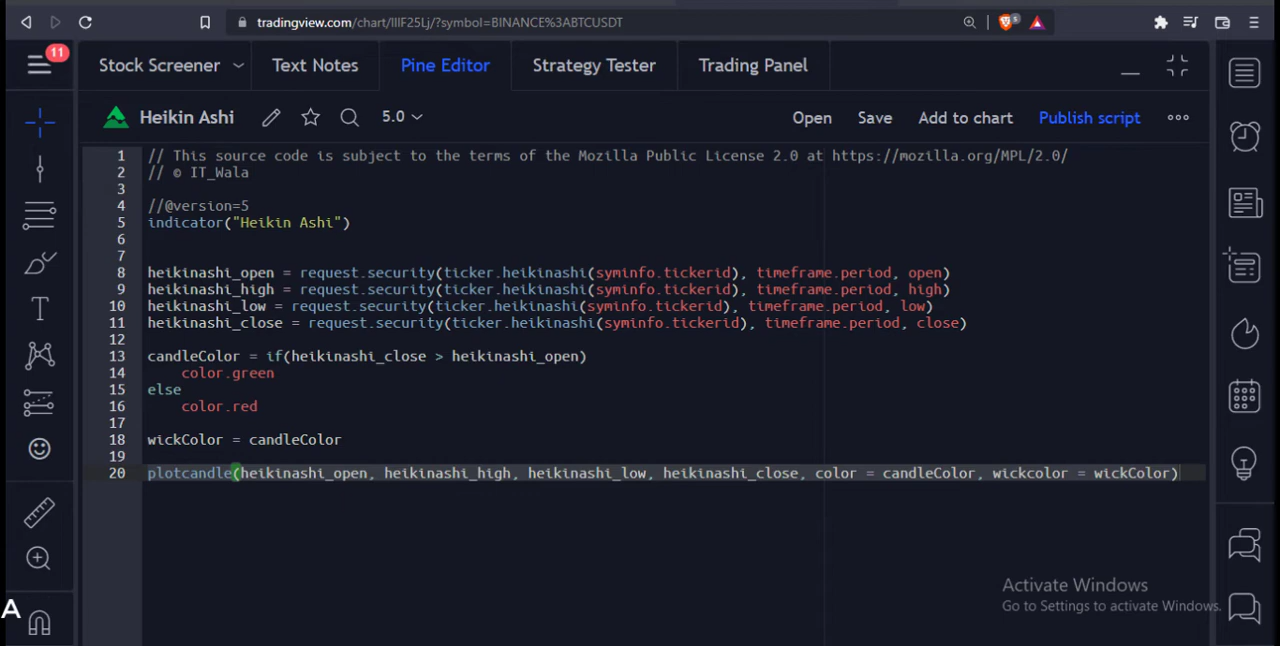 tradingview.com/chart/IIIF25Lj/?symbol=BINANCE%3ABTCUSDT
5
11
Stock Screener Text Notes Pine Editor Strategy Tester Trading Panel
Heikin Ashi 5.0 Open Save Add to chart Publish script
1 // This source code is subject to the terms of the Mozilla Public License 2.0 at https://mozilla.org/MPL/2.0/
2 // © IT_Wala
3
4 //@version=5
5 indicator("Heikin Ashi")
6
7
8 heikinashi_open = request.security(ticker.heikinashi(syminfo.tickerid), timeframe.period, open)
9 heikinashi_high = request.security(ticker.heikinashi(syminfo.tickerid), timeframe.period, high)
10 heikinashi_low = request.security(ticker.heikinashi(syminfo.tickerid), timeframe.period, low)
11 heikinashi_close = request.security(ticker.heikinashi(syminfo.tickerid), timeframe.period, close)
12
13 candleColor = if(heikinashi_close > heikinashi_open)
14     color.green
15 else
16     color.red
17
18 wickColor = candleColor
19
20 plotcandle(heikinashi_open, heikinashi_high, heikinashi_low, heikinashi_close, color = candleColor, wickcolor = wickColor)
Activate Windows
Go to Settings to activate Windows.
A